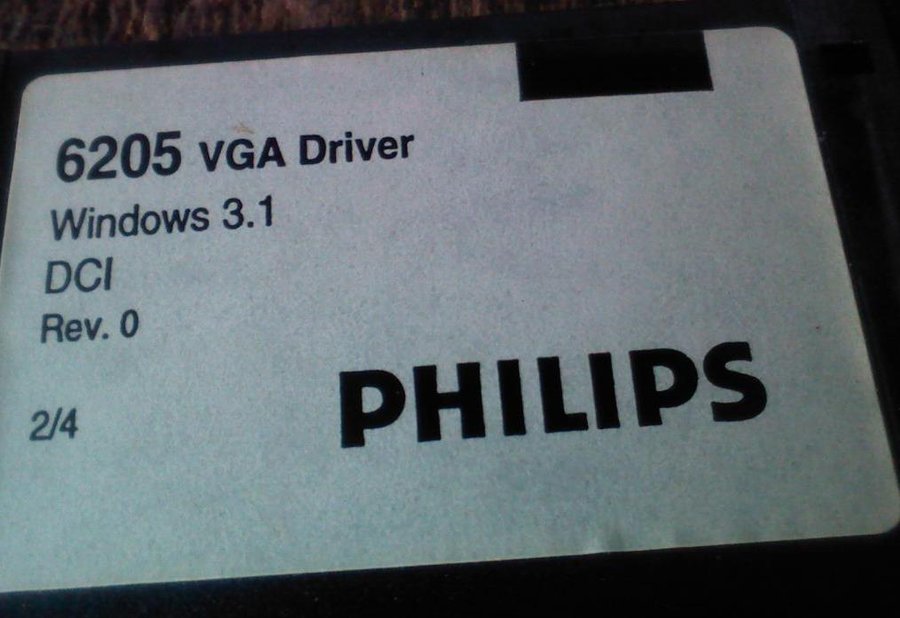 6205 VGA Driver
Windows 3.1
DCI
Rev. 0
2/4
PHILIPS